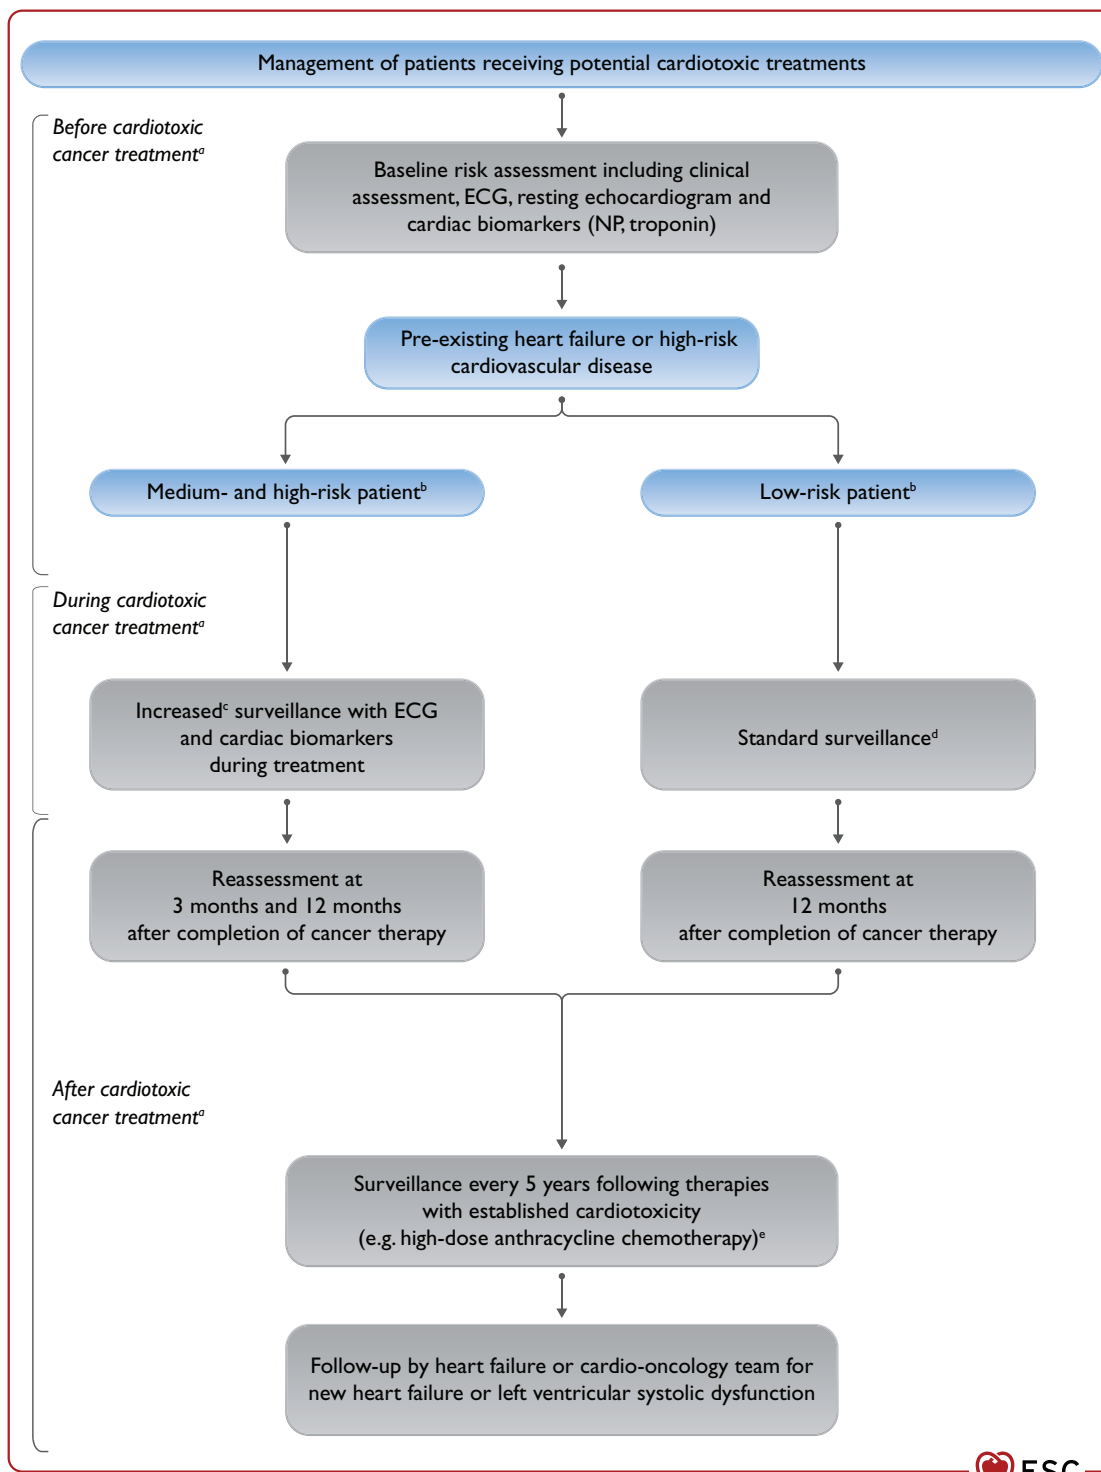 Management of patients receiving potential cardiotoxic treatments
Before cardiotoxic
cancer treatmentᵃ
Baseline risk assessment including clinical
assessment, ECG, resting echocardiogram and
cardiac biomarkers (NP, troponin)
Pre-existing heart failure or high-risk
cardiovascular disease
Medium- and high-risk patientᵇ
Low-risk patientᵇ
During cardiotoxic
cancer treatmentᵃ
Increasedᶜ surveillance with ECG
and cardiac biomarkers
during treatment
Standard surveillanceᵈ
Reassessment at
3 months and 12 months
after completion of cancer therapy
Reassessment at
12 months
after completion of cancer therapy
After cardiotoxic
cancer treatmentᵃ
Surveillance every 5 years following therapies
with established cardiotoxicity
(e.g. high-dose anthracycline chemotherapy)ᵉ
Follow-up by heart failure or cardio-oncology team for
new heart failure or left ventricular systolic dysfunction
ESC